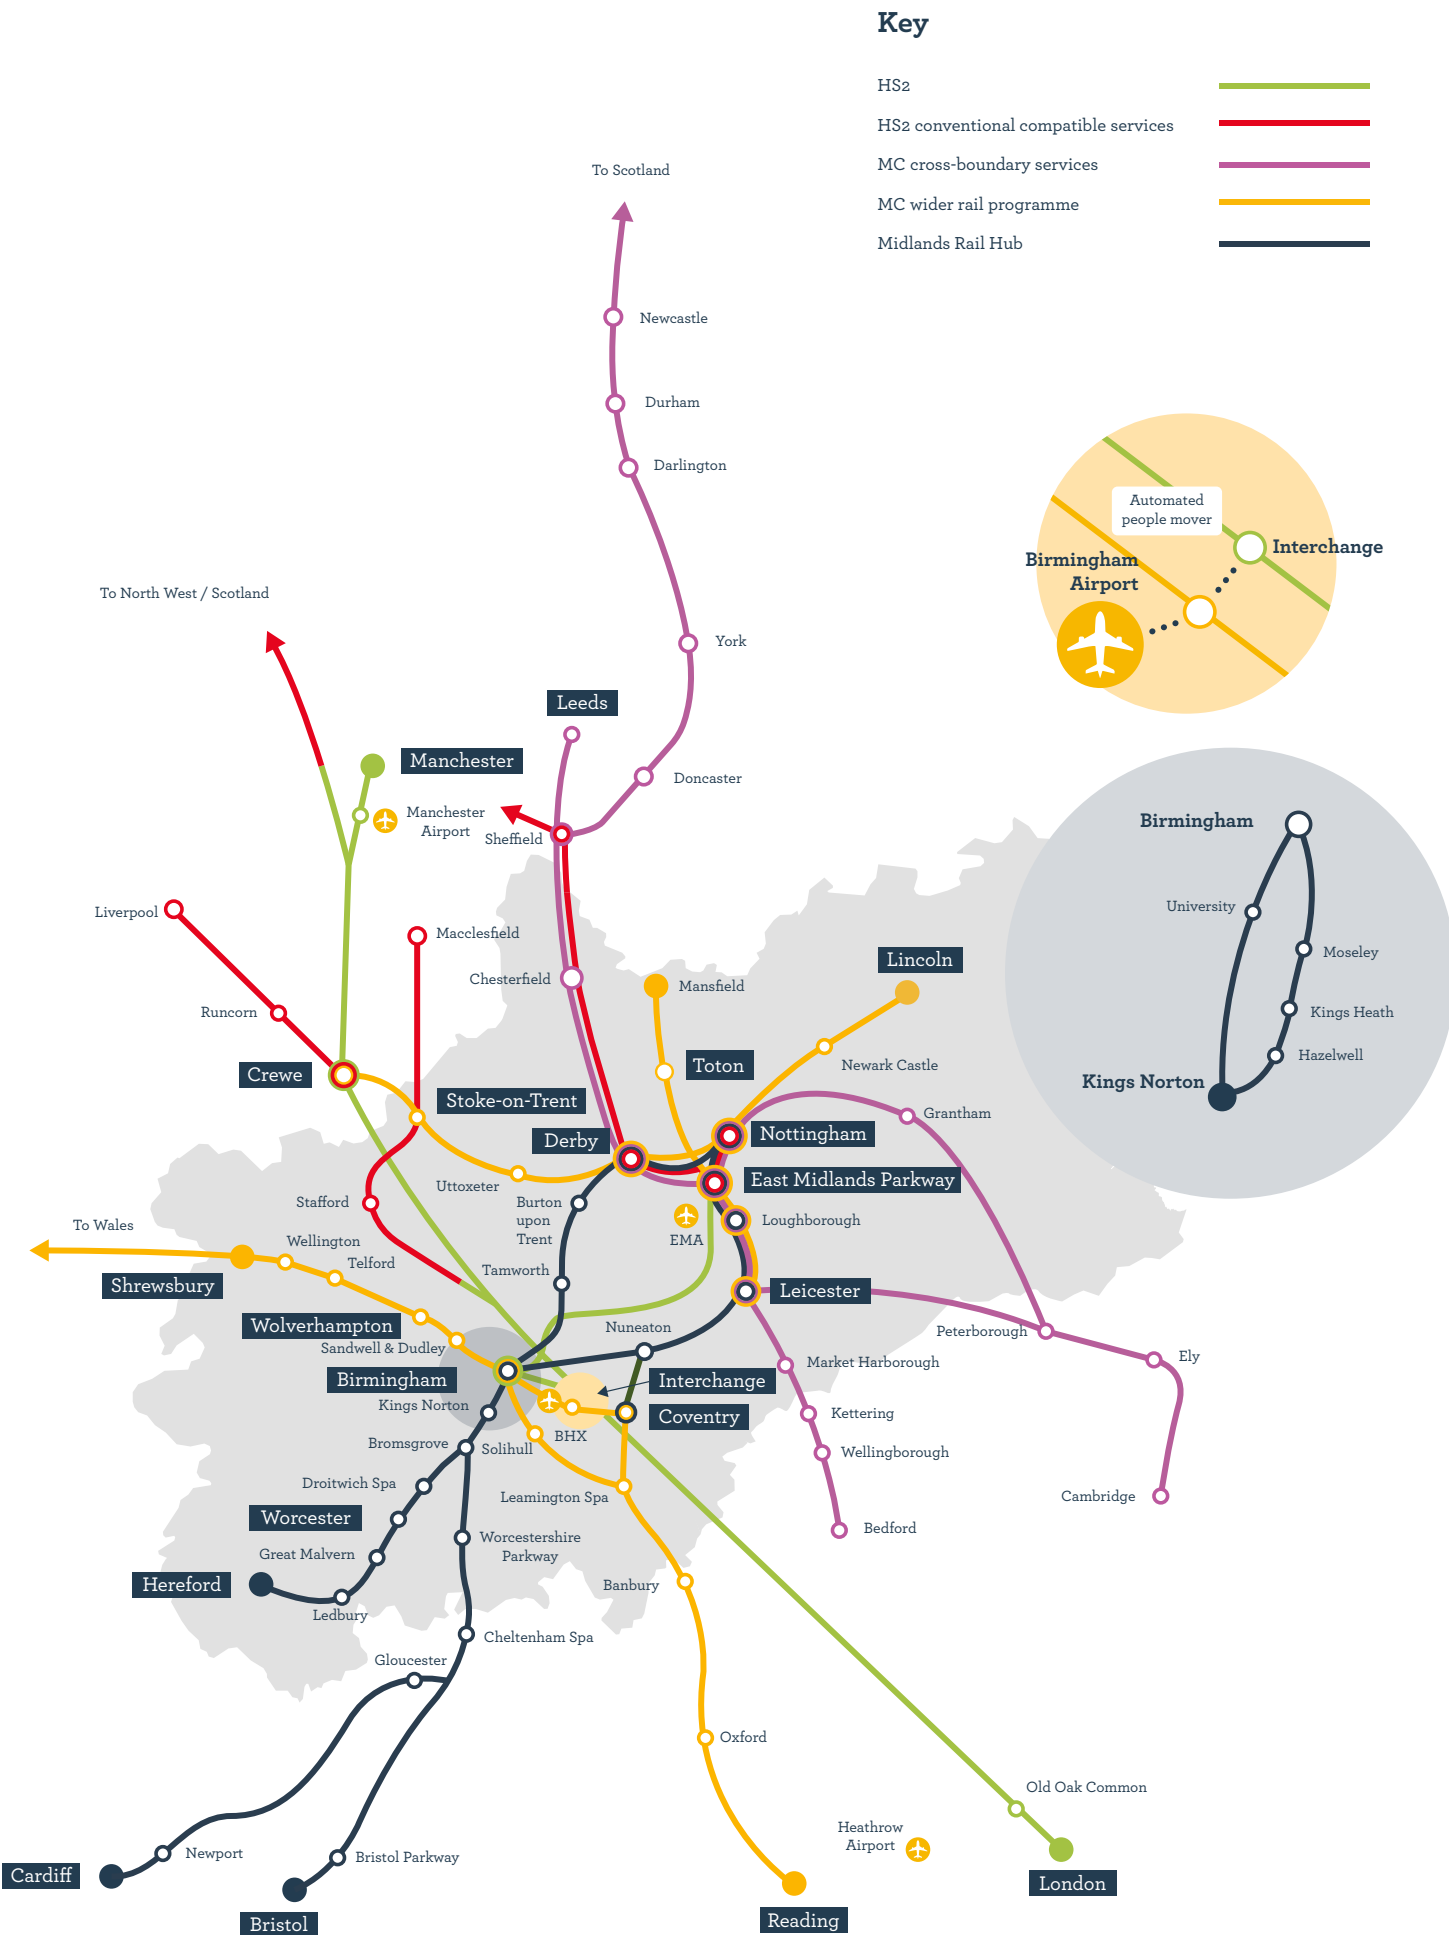 Key
HS2
HS2 conventional compatible services
MC cross-boundary services
MC wider rail programme
Midlands Rail Hub
To Scotland
Newcastle
Durham
Darlington
York
Automated
people mover
Interchange
Birmingham
Airport
To North West / Scotland
Leeds
Manchester
Doncaster
Manchester
Airport
Sheffield
Birmingham
University
Moseley
Kings Heath
Hazelwell
Kings Norton
Liverpool
Macclesfield
Lincoln
Chesterfield
Mansfield
Runcorn
Newark Castle
Toton
Crewe
Stoke-on-Trent
Grantham
Derby
Nottingham
East Midlands Parkway
Uttoxeter
Stafford
Burton
upon
Trent
Loughborough
EMA
To Wales
Wellington
Telford
Tamworth
Shrewsbury
Leicester
Wolverhampton
Nuneaton
Peterborough
Sandwell & Dudley
Ely
Market Harborough
Birmingham
Interchange
Kings Norton
Coventry
Kettering
BHX
Bromsgrove
Solihull
Wellingborough
Droitwich Spa
Leamington Spa
Cambridge
Worcester
Bedford
Worcestershire
Parkway
Great Malvern
Hereford
Banbury
Ledbury
Cheltenham Spa
Gloucester
Oxford
Old Oak Common
Heathrow
Airport
Newport
Bristol Parkway
Cardiff
London
Bristol
Reading